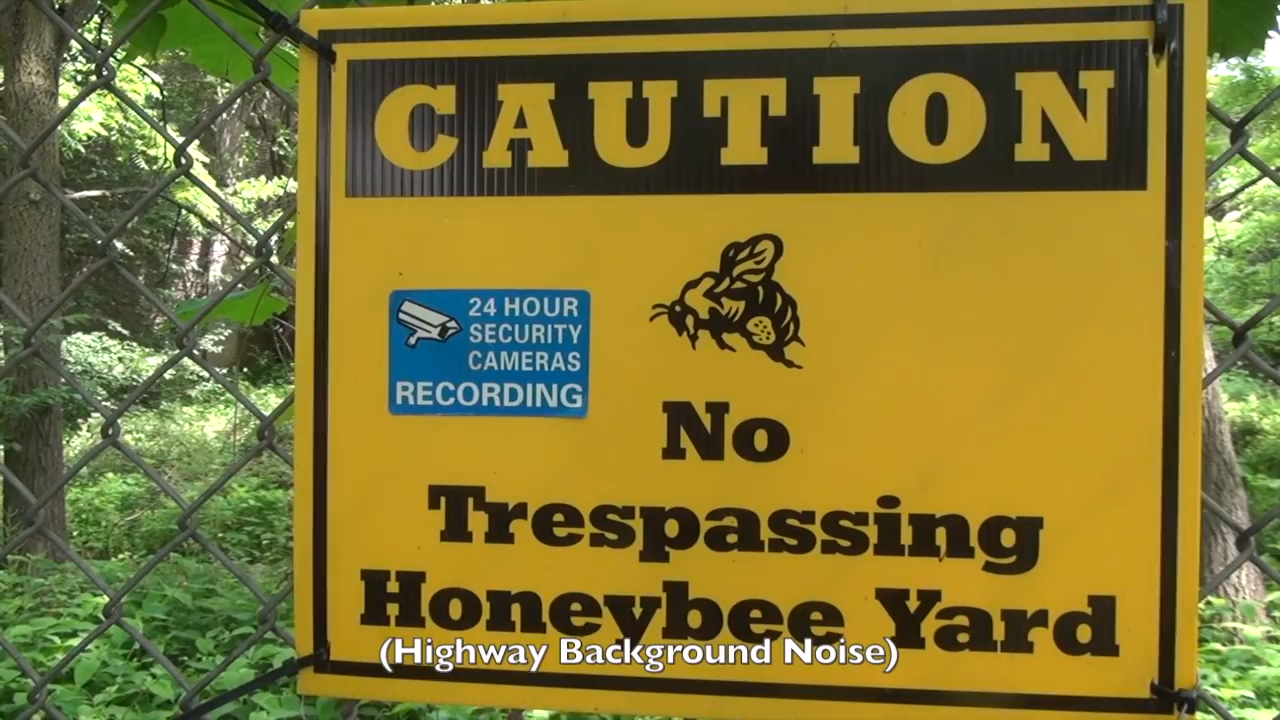 CAUTION
24 HOUR
SECURITY
CAMERAS
RECORDING
No
Trespassing
Honeybee Yard
(Highway Background Noise)